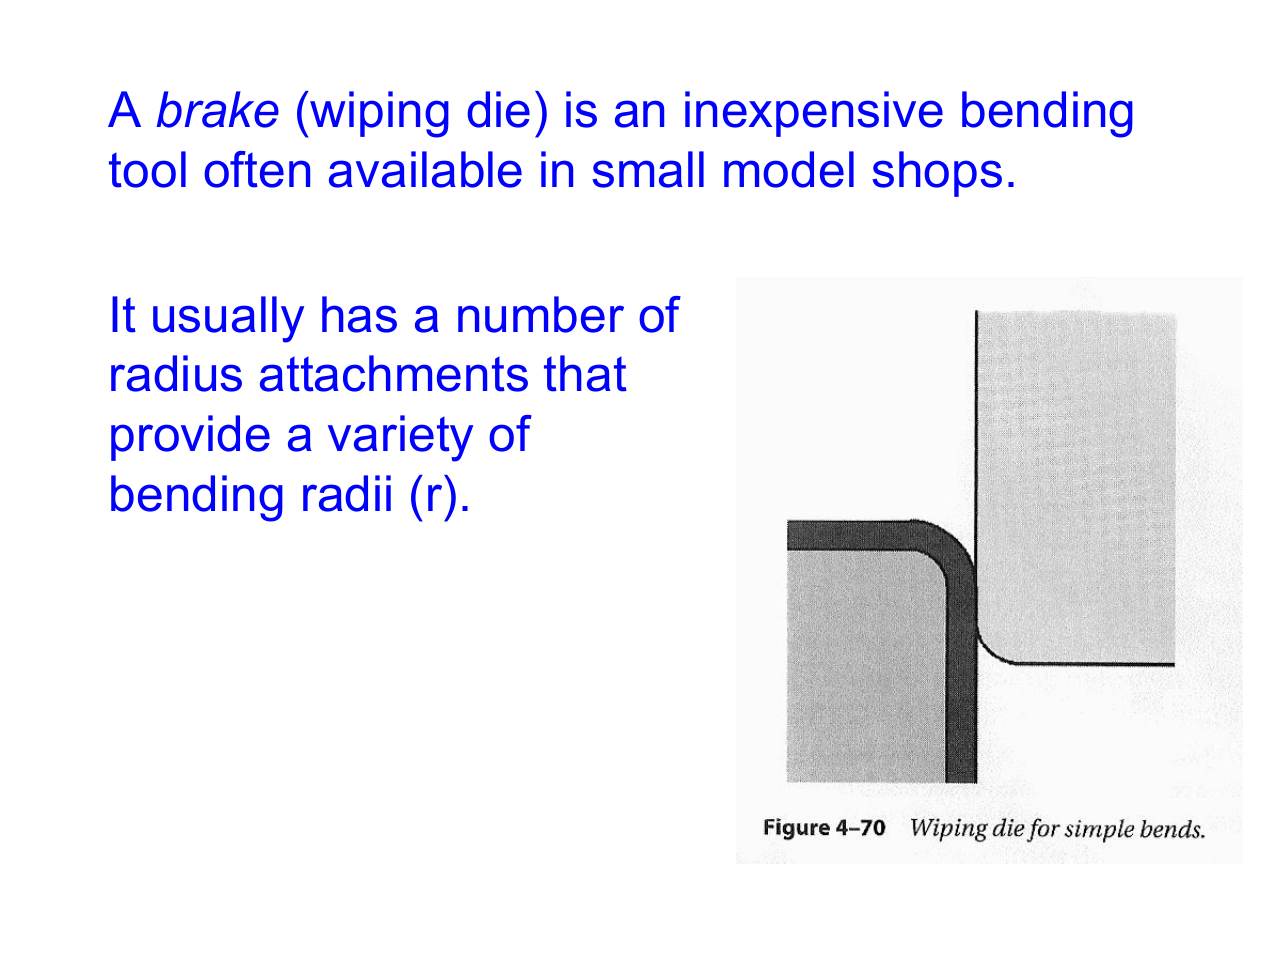 A brake (wiping die) is an inexpensive bending
tool often available in small model shops.
It usually has a number of
radius attachments that
provide a variety of
bending radii (r).
Figure 4–70 Wiping die for simple bends.